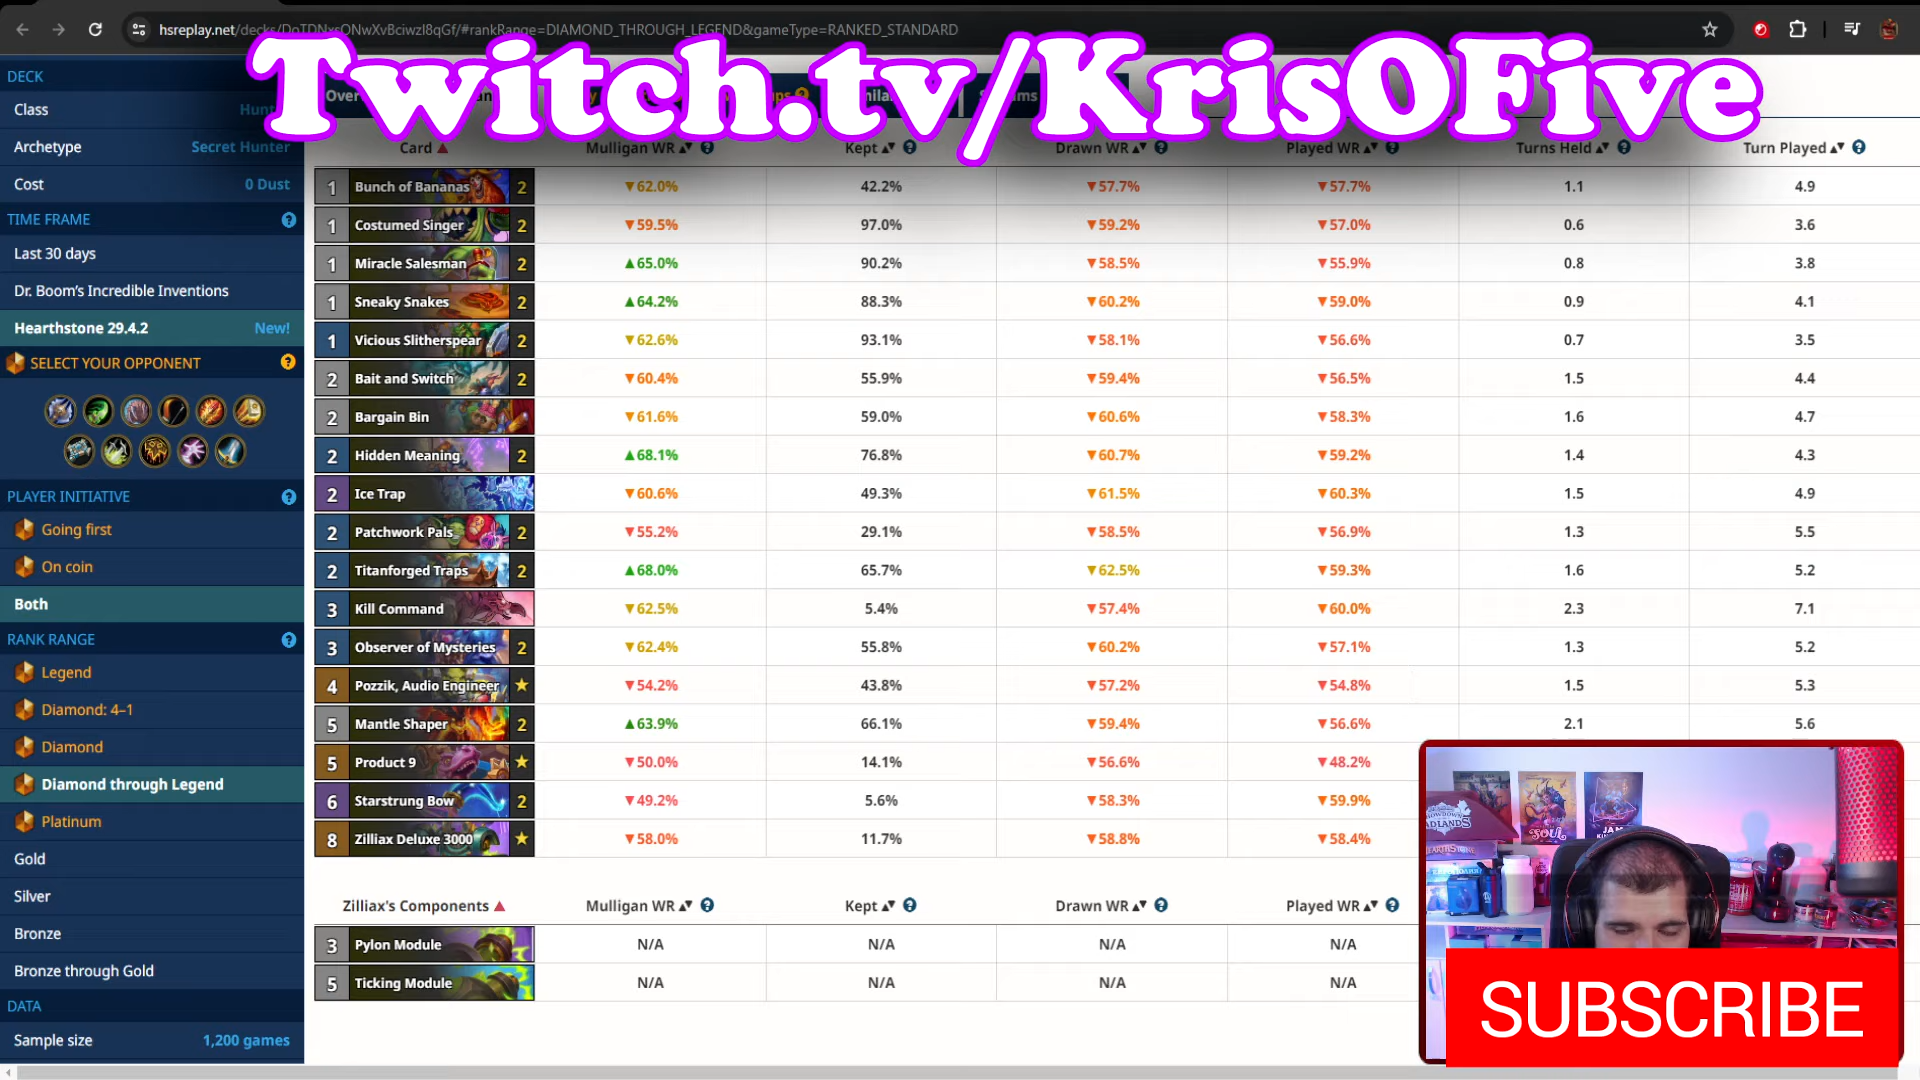 hsreplay.net/decks/DoTDNxsONwXvBciwzl8qGf/#rankRange=DIAMOND_THROUGH_LEGEND&gameType=RANKED_STANDARD
Twitch.tv/KrisOFive
DECK
Class Hunt
Archetype Secret Hunter
Cost 0 Dust
TIME FRAME
Last 30 days
Dr. Boom's Incredible Inventions
Hearthstone 29.4.2 New!
SELECT YOUR OPPONENT
PLAYER INITIATIVE
Going first
On coin
Both
RANK RANGE
Legend
Diamond: 4–1
Diamond
Diamond through Legend
Platinum
Gold
Silver
Bronze
Bronze through Gold
DATA
Sample size 1,200 games
Card Mulligan WR Kept Drawn WR Played WR Turns Held Turn Played
1 Bunch of Bananas 2 ▼62.0% 42.2% ▼57.7% ▼57.7% 1.1 4.9
1 Costumed Singer 2 ▼59.5% 97.0% ▼59.2% ▼57.0% 0.6 3.6
1 Miracle Salesman 2 ▲65.0% 90.2% ▼58.5% ▼55.9% 0.8 3.8
1 Sneaky Snakes 2 ▲64.2% 88.3% ▼60.2% ▼59.0% 0.9 4.1
1 Vicious Slitherspear 2 ▼62.6% 93.1% ▼58.1% ▼56.6% 0.7 3.5
2 Bait and Switch 2 ▼60.4% 55.9% ▼59.4% ▼56.5% 1.5 4.4
2 Bargain Bin ▼61.6% 59.0% ▼60.6% ▼58.3% 1.6 4.7
2 Hidden Meaning 2 ▲68.1% 76.8% ▼60.7% ▼59.2% 1.4 4.3
2 Ice Trap ▼60.6% 49.3% ▼61.5% ▼60.3% 1.5 4.9
2 Patchwork Pals 2 ▼55.2% 29.1% ▼58.5% ▼56.9% 1.3 5.5
2 Titanforged Traps 2 ▲68.0% 65.7% ▼62.5% ▼59.3% 1.6 5.2
3 Kill Command ▼62.5% 5.4% ▼57.4% ▼60.0% 2.3 7.1
3 Observer of Mysteries 2 ▼62.4% 55.8% ▼60.2% ▼57.1% 1.3 5.2
4 Pozzik, Audio Engineer ★ ▼54.2% 43.8% ▼57.2% ▼54.8% 1.5 5.3
5 Mantle Shaper 2 ▲63.9% 66.1% ▼59.4% ▼56.6% 2.1 5.6
5 Product 9 ★ ▼50.0% 14.1% ▼56.6% ▼48.2%
6 Starstrung Bow 2 ▼49.2% 5.6% ▼58.3% ▼59.9%
8 Zilliax Deluxe 3000 ★ ▼58.0% 11.7% ▼58.8% ▼58.4%
Zilliax's Components Mulligan WR Kept Drawn WR Played WR
3 Pylon Module N/A N/A N/A N/A
5 Ticking Module N/A N/A N/A N/A
SUBSCRIBE